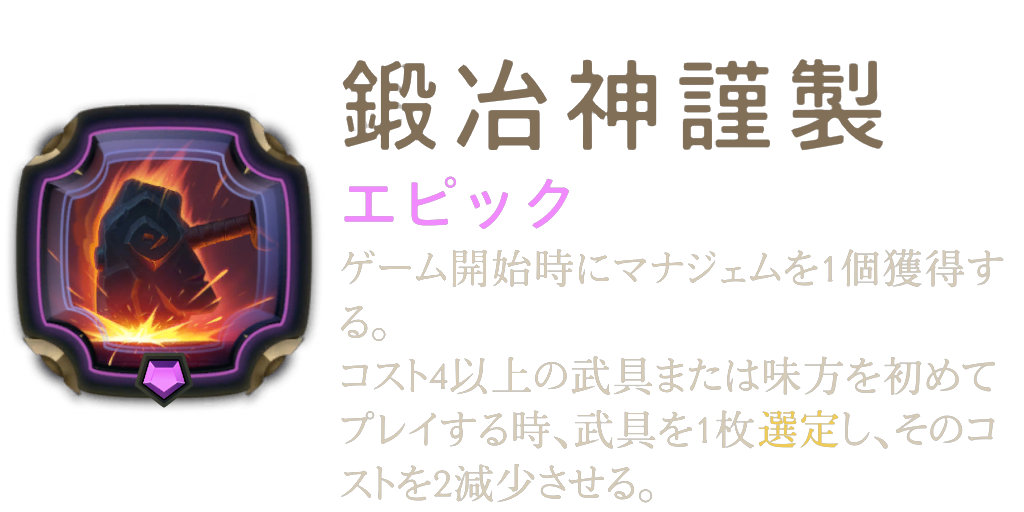 鍛冶神謹製
エピック
ゲーム開始時にマナジェムを1個獲得す
る。
コスト4以上の武具または味方を初めて
プレイする時、武具を1枚選定し、そのコ
ストを2減少させる。